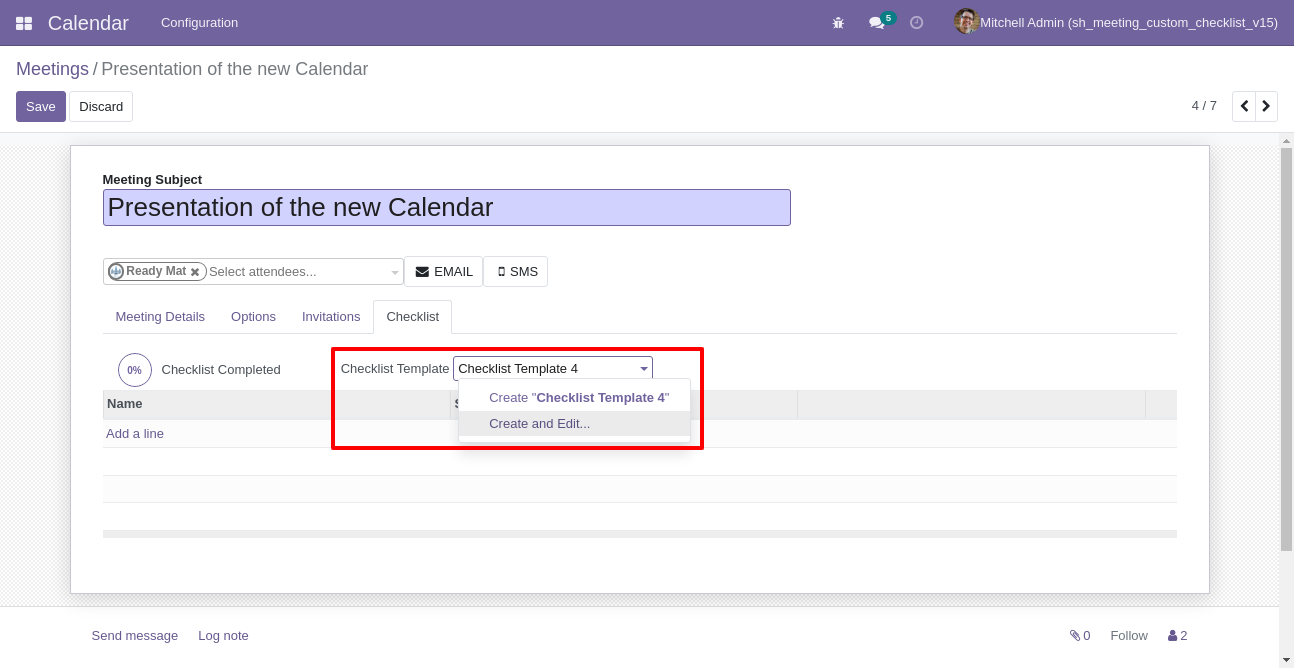 Calendar Configuration 5 Mitchell Admin (sh_meeting_custom_checklist_v15)
Meetings / Presentation of the new Calendar
Save Discard 4 / 7
Meeting Subject
Presentation of the new Calendar
Ready Mat Select attendees... EMAIL SMS
Meeting Details Options Invitations Checklist
0% Checklist Completed Checklist Template Checklist Template 4
Name
Create "Checklist Template 4"
Create and Edit...
Add a line
Send message Log note 0 Follow 2